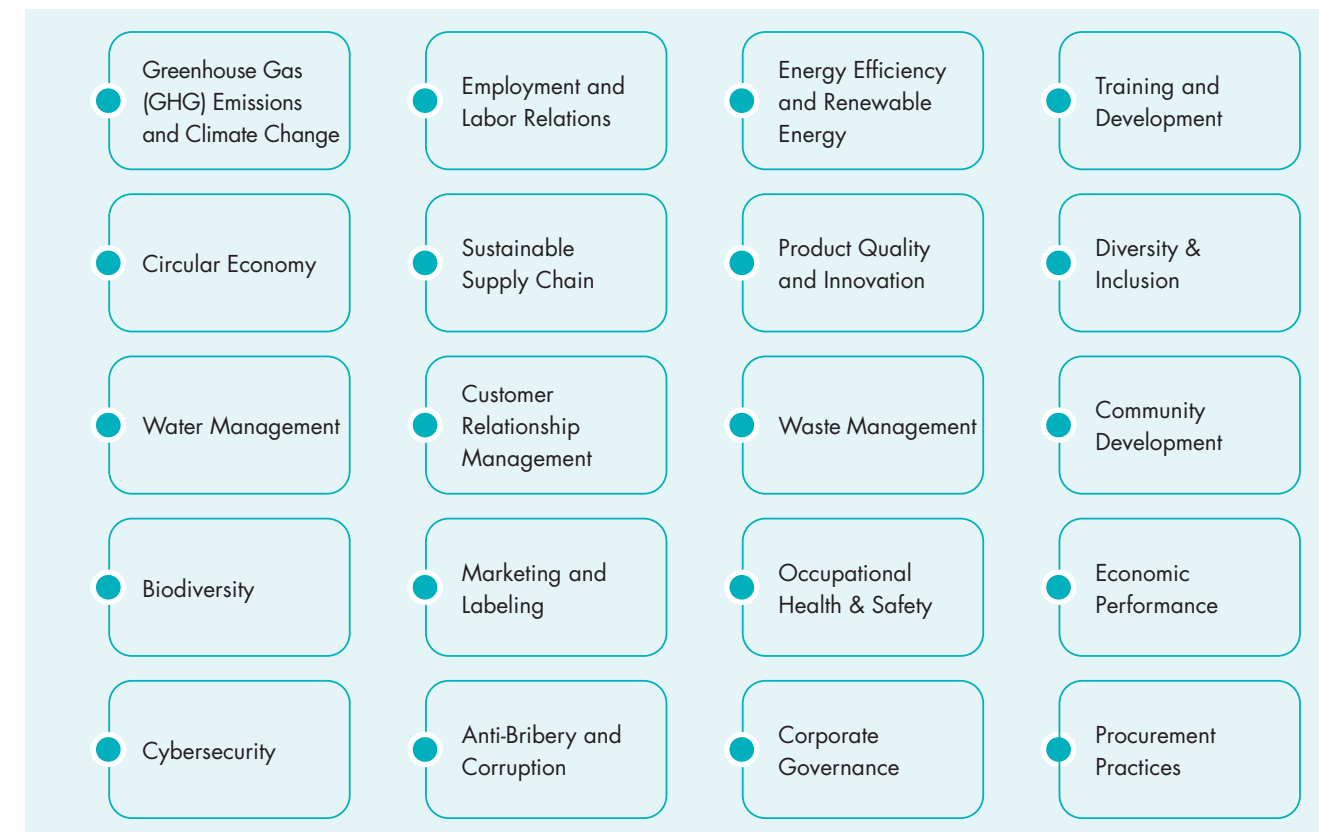 Greenhouse Gas
(GHG) Emissions
and Climate Change
Employment and
Labor Relations
Energy Efficiency
and Renewable
Energy
Training and
Development
Circular Economy
Sustainable
Supply Chain
Product Quality
and Innovation
Diversity &
Inclusion
Water Management
Customer
Relationship
Management
Waste Management
Community
Development
Biodiversity
Marketing and
Labeling
Occupational
Health & Safety
Economic
Performance
Cybersecurity
Anti-Bribery and
Corruption
Corporate
Governance
Procurement
Practices